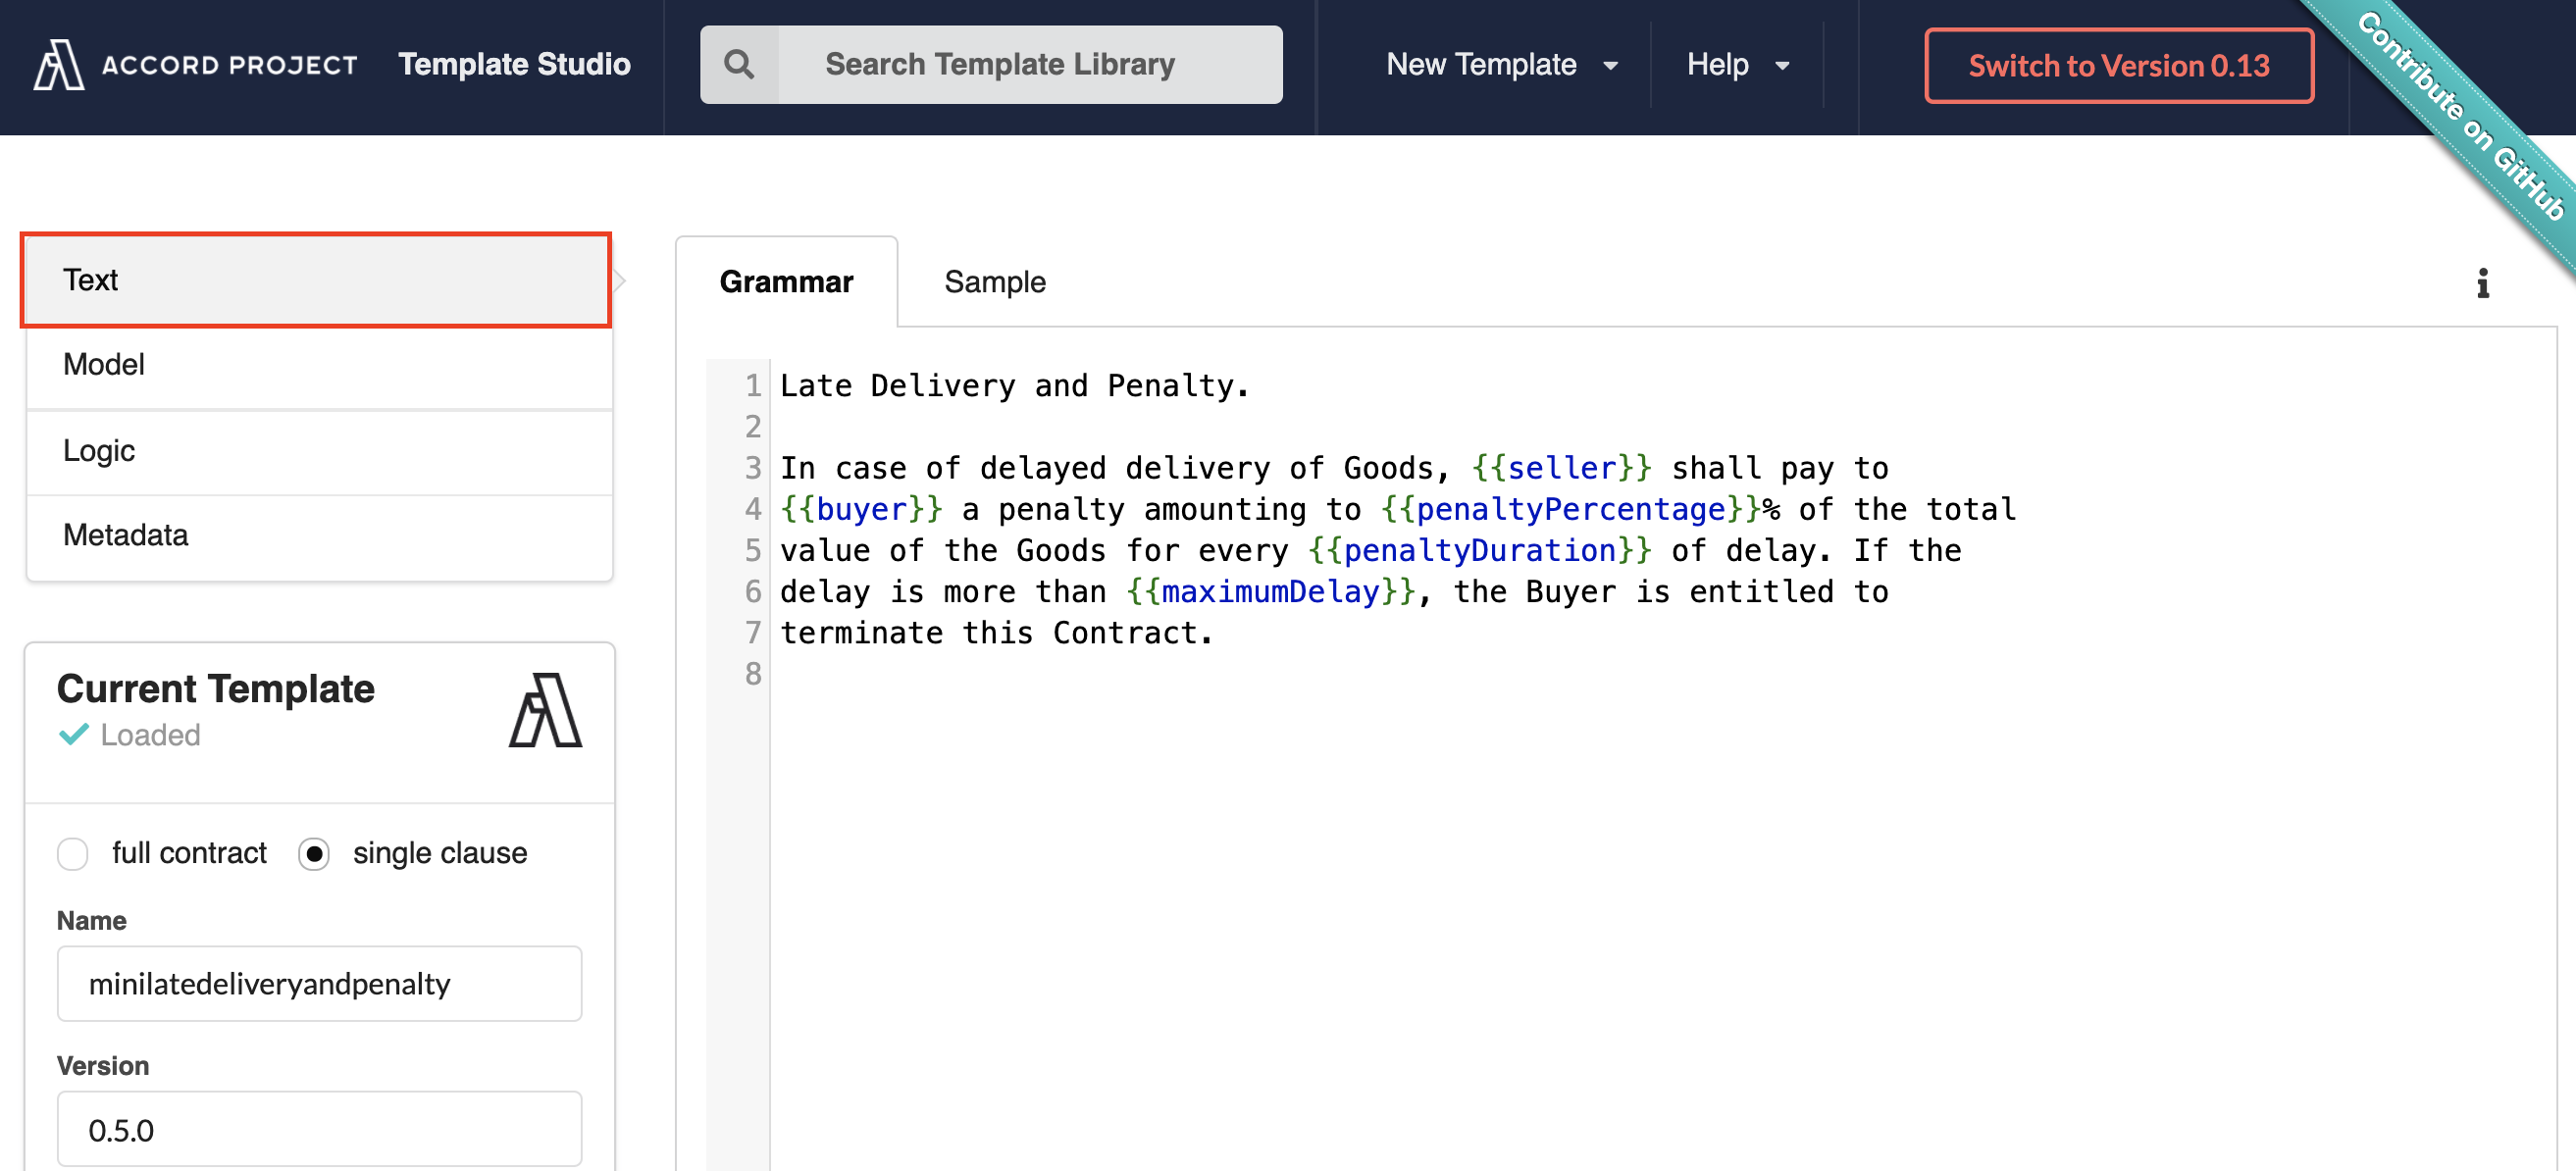 ACCORD PROJECT Template Studio Search Template Library New Template Help Switch to Version 0.13
Contribute on GitHub
Text
Model
Logic
Metadata
Current Template
Loaded
full contract single clause
Name
minilatedeliveryandpenalty
Version
0.5.0
Grammar Sample
1 Late Delivery and Penalty.
2
3 In case of delayed delivery of Goods, {{seller}} shall pay to
4 {{buyer}} a penalty amounting to {{penaltyPercentage}}% of the total
5 value of the Goods for every {{penaltyDuration}} of delay. If the
6 delay is more than {{maximumDelay}}, the Buyer is entitled to
7 terminate this Contract.
8